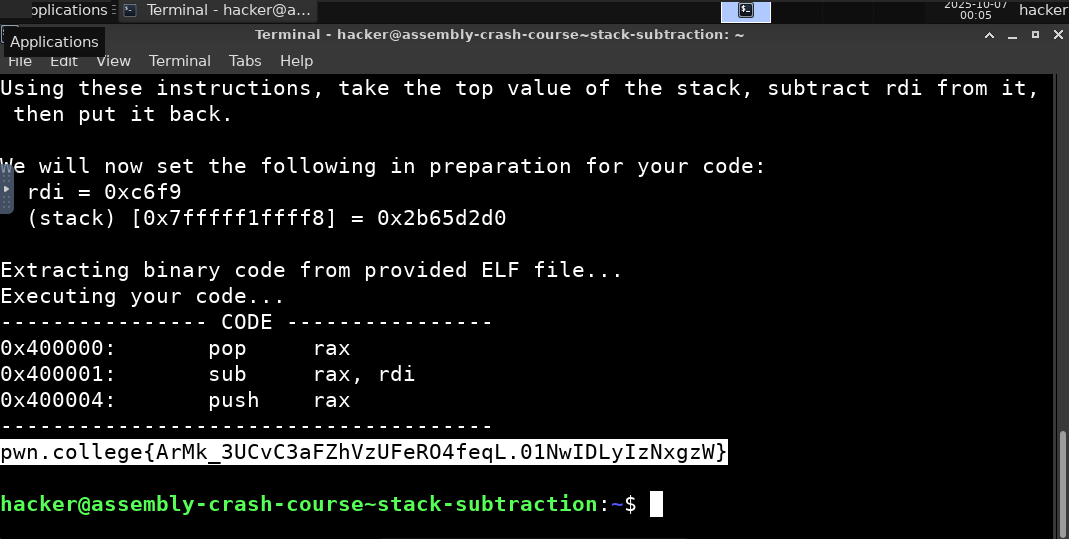 pplications
Terminal - hacker@a...
2025-10-07
00:05
hacker
Terminal - hacker@assembly-crash-course~stack-subtraction: ~
Applications
File Edit View Terminal Tabs Help
Using these instructions, take the top value of the stack, subtract rdi from it,
then put it back.
We will now set the following in preparation for your code:
rdi = 0xc6f9
(stack) [0x7fffff1ffff8] = 0x2b65d2d0
Extracting binary code from provided ELF file...
Executing your code...
---------------- CODE ----------------
0x400000: pop rax
0x400001: sub rax, rdi
0x400004: push rax
--------------------------------------
pwn.college{ArMk_3UCvC3aFZhVzUFeRO4feqL.01NwIDLyIzNxgzW}
hacker@assembly-crash-course~stack-subtraction:~$